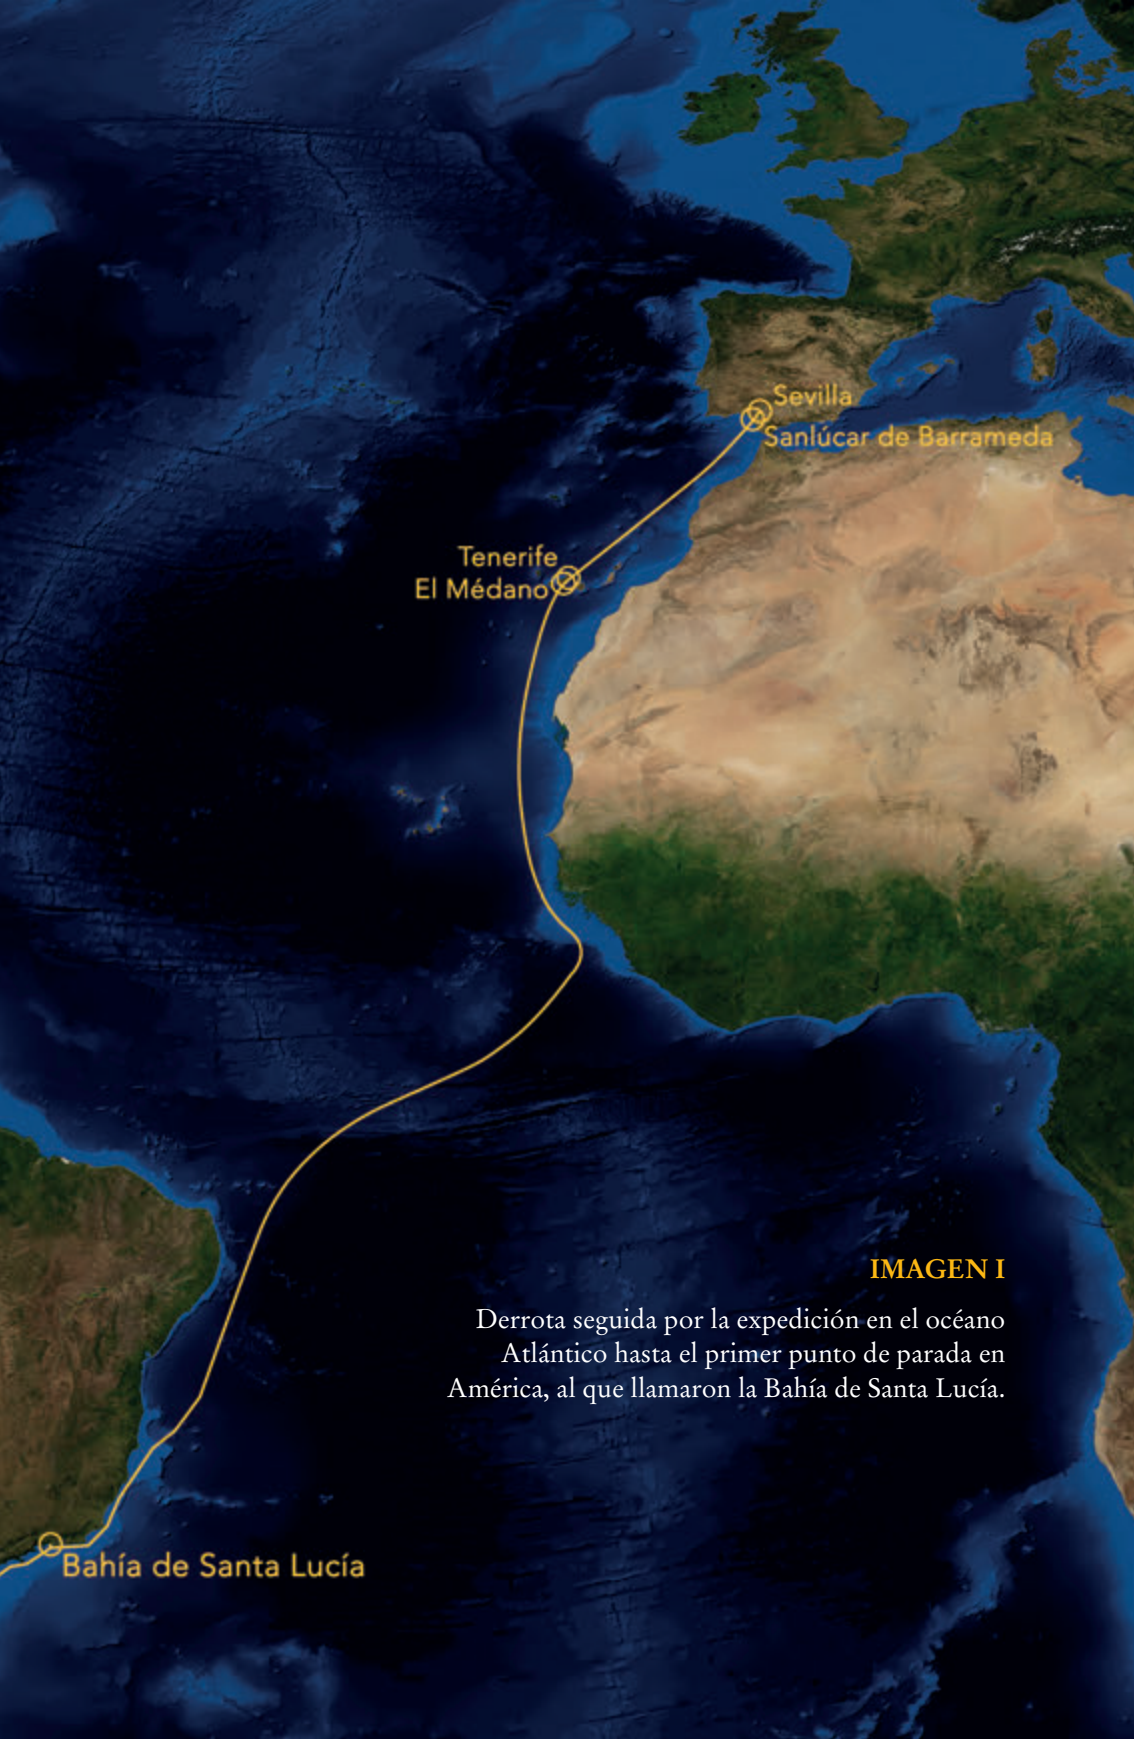 Sevilla
Sanlúcar de Barrameda
Tenerife
El Médano
IMAGEN I
Derrota seguida por la expedición en el océano
Atlántico hasta el primer punto de parada en
América, al que llamaron la Bahía de Santa Lucía.
Bahía de Santa Lucía